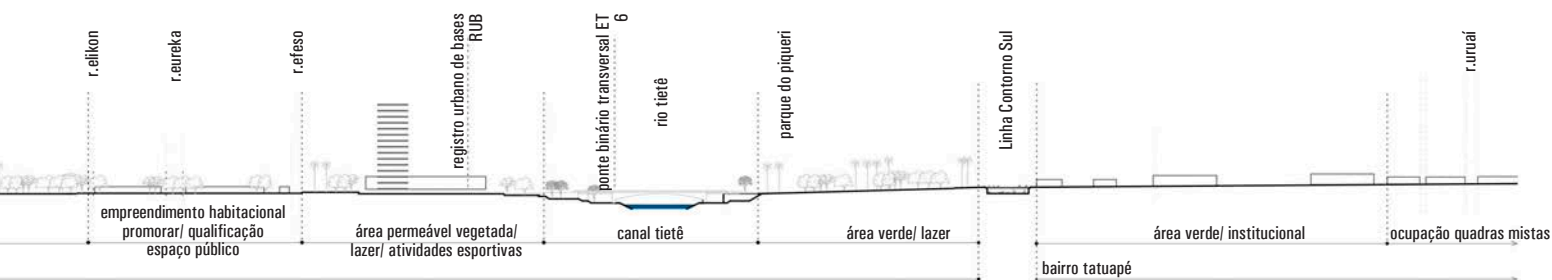 r.elikon
r.eureka
r.efeso
registro urbano de bases
RUB
ponte binário transversal ET
6
rio tietê
parque do piqueri
Linha Contorno Sul
r.uruaí
empreendimento habitacional
promorar/ qualificação
espaço público
área permeável vegetada/
lazer/ atividades esportivas
canal tietê
área verde/ lazer
área verde/ institucional
ocupação quadras mistas
bairro tatuapé